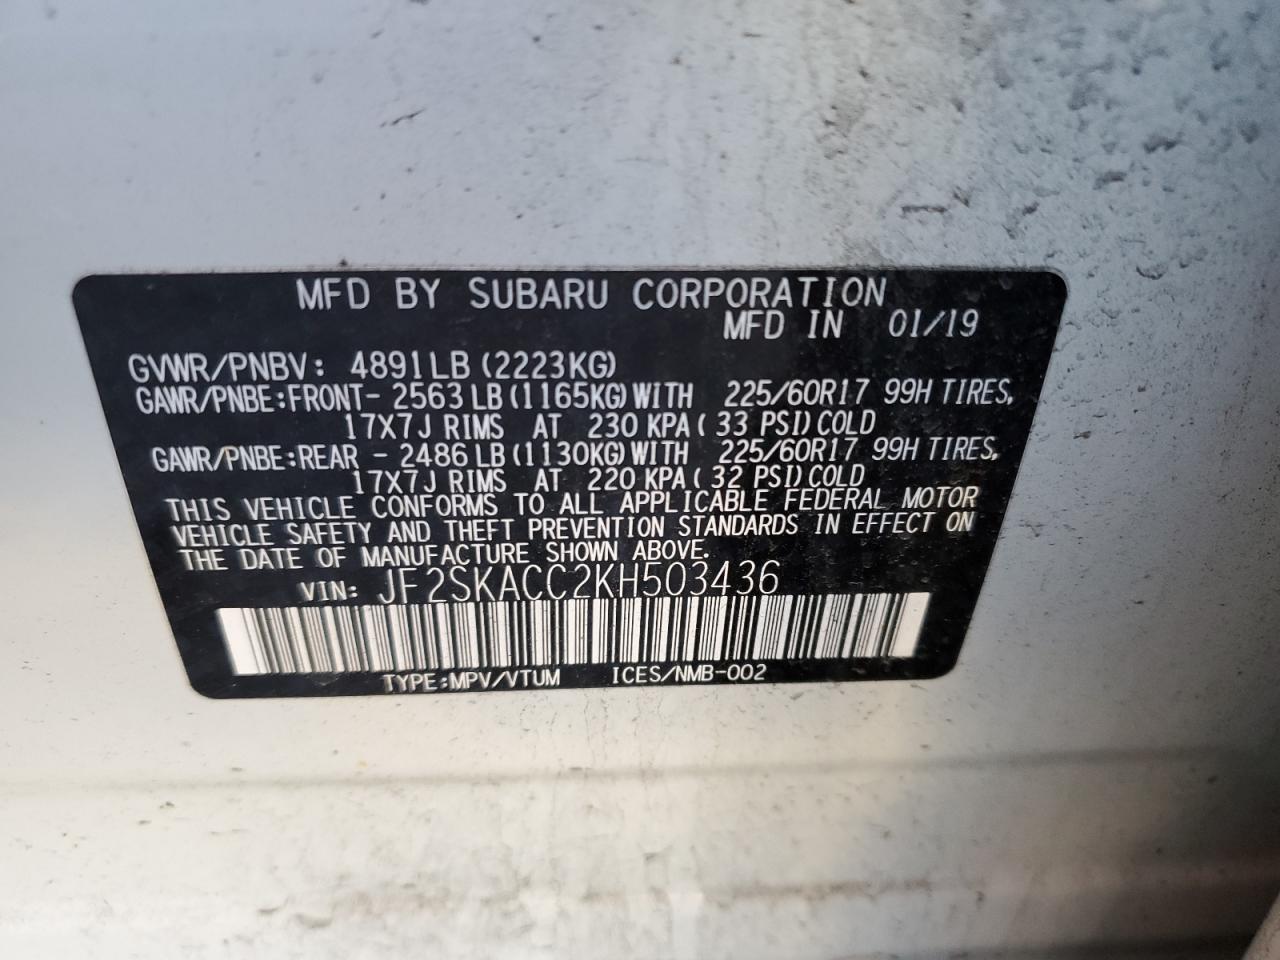 MFD BY SUBARU CORPORATION
MFD IN 01/19
GVWR/PNBV: 4891LB (2223KG)
GAWR/PNBE:FRONT- 2563 LB (1165KG) WITH 225/60R17 99H TIRES,
17X7J RIMS AT 230 KPA ( 33 PSI) COLD
GAWR/PNBE:REAR - 2486 LB (1130KG) WITH 225/60R17 99H TIRES,
17X7J RIMS AT 220 KPA ( 32 PSI) COLD
THIS VEHICLE CONFORMS TO ALL APPLICABLE FEDERAL MOTOR
VEHICLE SAFETY AND THEFT PREVENTION STANDARDS IN EFFECT ON
THE DATE OF MANUFACTURE SHOWN ABOVE.
VIN: JF2SKACC2KH503436
TYPE:MPV/VTUM ICES/NMB-002